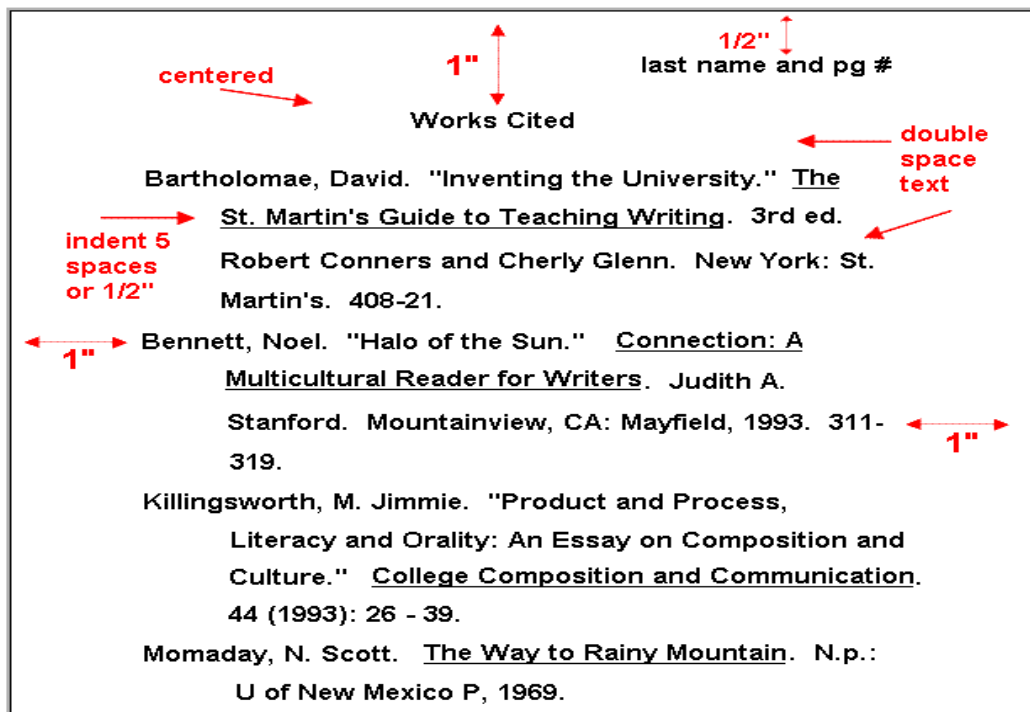 1/2"
last name and pg #
1"
centered
Works Cited
double
space
text
Bartholomae, David.  "Inventing the University."  The
St. Martin's Guide to Teaching Writing.  3rd ed.
indent 5
spaces
or 1/2"
Robert Conners and Cherly Glenn.  New York: St.
Martin's.  408-21.
1"
Bennett, Noel.  "Halo of the Sun."  Connection: A
Multicultural Reader for Writers.  Judith A.
Stanford.  Mountainview, CA: Mayfield, 1993.  311-
319.
1"
Killingsworth, M. Jimmie.  "Product and Process,
Literacy and Orality: An Essay on Composition and
Culture."  College Composition and Communication.
44 (1993): 26 - 39.
Momaday, N. Scott.  The Way to Rainy Mountain.  N.p.:
U of New Mexico P, 1969.